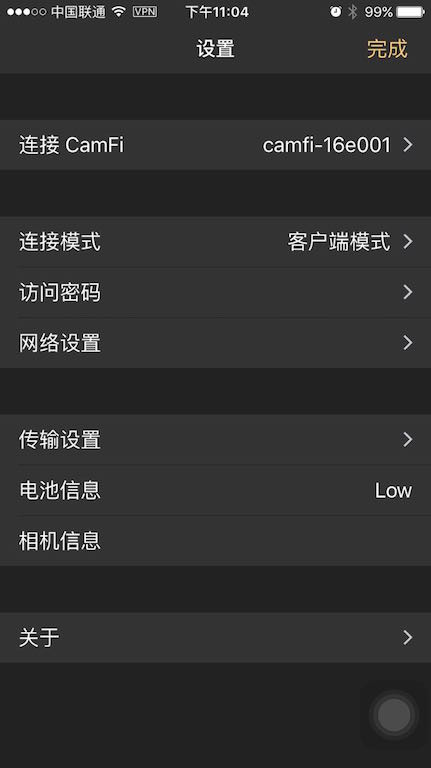 中国联通 VPN 下午11:04 99%
设置 完成
连接 CamFi camfi-16e001
连接模式 客户端模式
访问密码
网络设置
传输设置
电池信息 Low
相机信息
关于